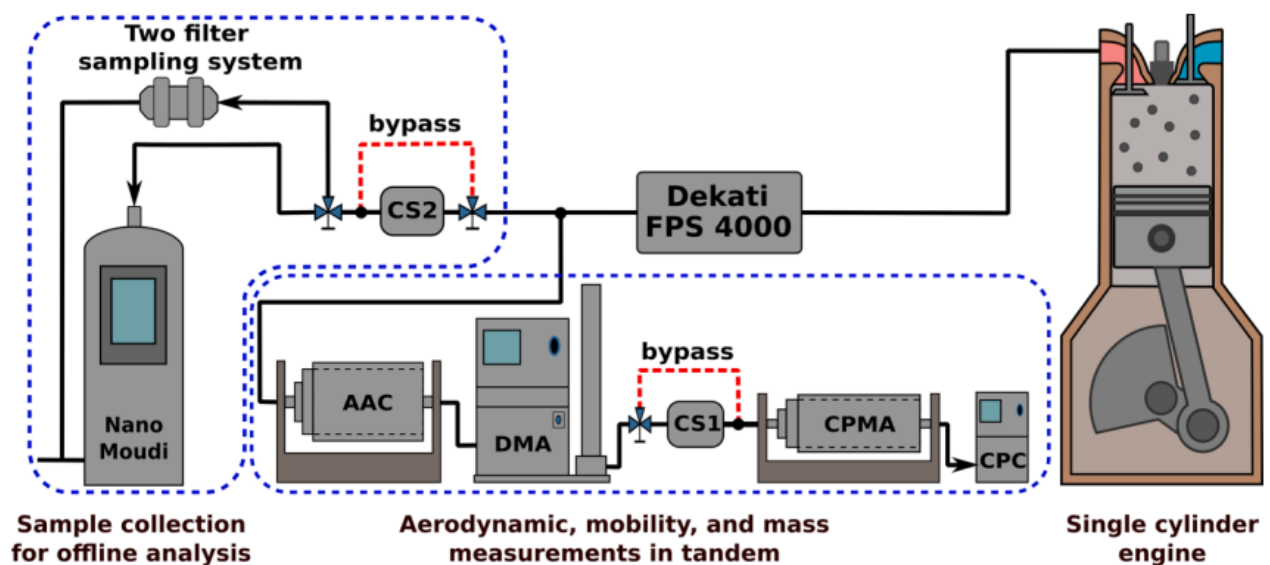 Two filter
sampling system
bypass
CS2
Dekati
FPS 4000
Nano
Moudi
AAC
DMA
bypass
CS1
CPMA
CPC
Sample collection
for offline analysis
Aerodynamic, mobility, and mass
measurements in tandem
Single cylinder
engine